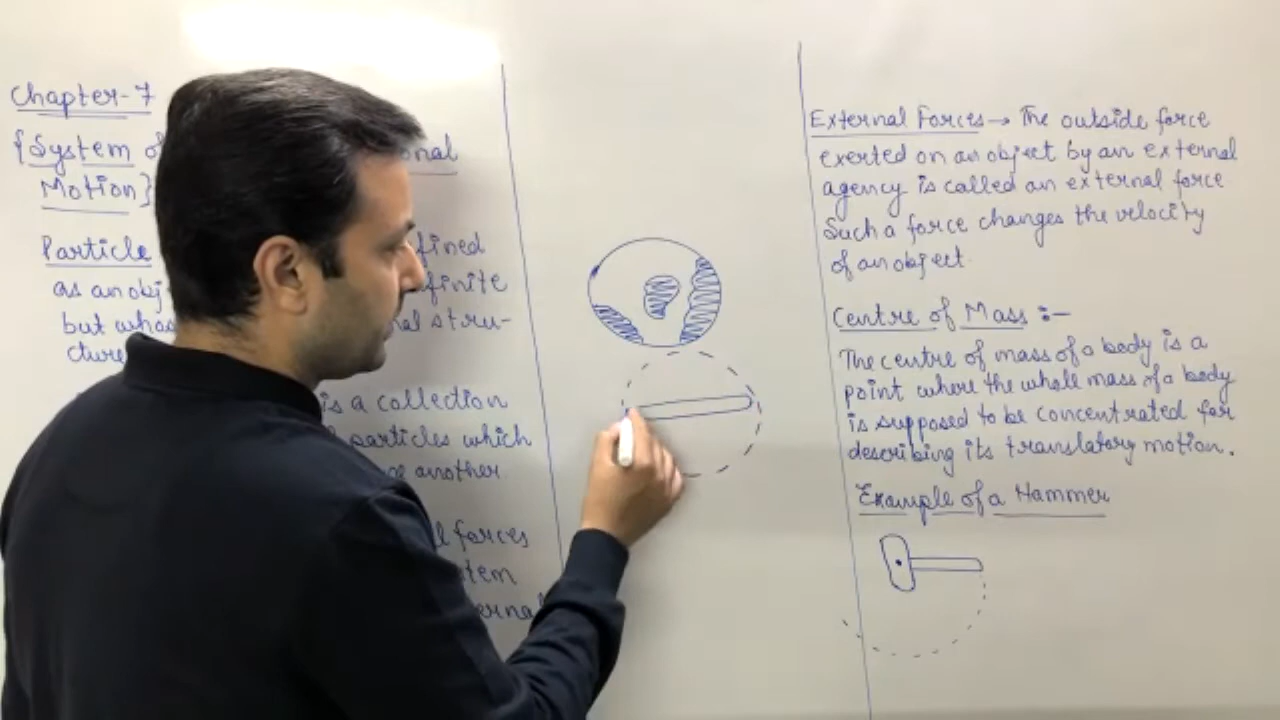 Chapter-7
{System of onal
Motion}
Particle fined
as an obj finite
but whos nal stru-
cture
is a collection
particles which
another
forces
stem
ernal
External Forces→ The outside force
exerted on an object by an external
agency is called an external force
Such a force changes the velocity
of an object.
Centre of Mass :-
The centre of mass of a body is a
point where the whole mass of a body
is supposed to be concentrated for
describing its translatory motion.
Example of a Hammer